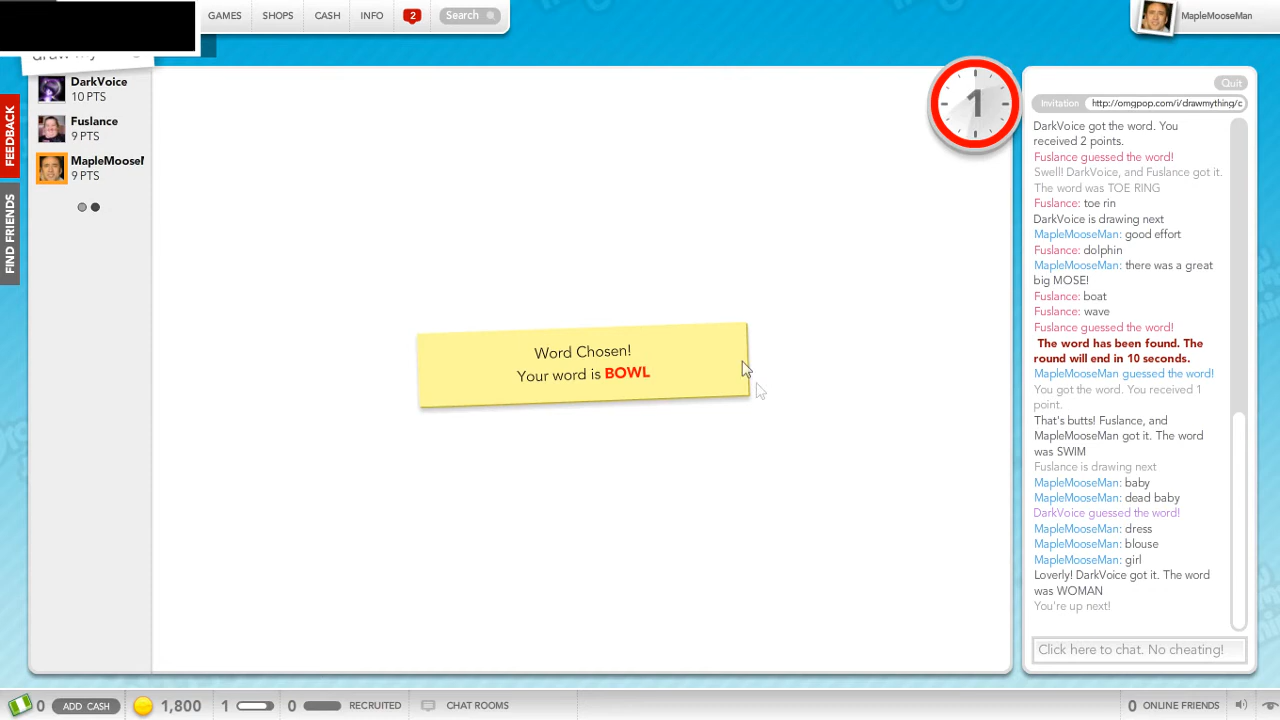 GAMES SHOPS CASH INFO 2 Search
MapleMooseMan
DarkVoice
10 PTS
Fuslance
9 PTS
MapleMooseM
9 PTS
FEEDBACK
FIND FRIENDS
1
Word Chosen!
Your word is BOWL
Quit
Invitation http://omgpop.com/i/drawmything/c
DarkVoice got the word. You
received 2 points.
Fuslance guessed the word!
Swell! DarkVoice, and Fuslance got it.
The word was TOE RING
Fuslance: toe rin
DarkVoice is drawing next
MapleMooseMan: good effort
Fuslance: dolphin
MapleMooseMan: there was a great
big MOSE!
Fuslance: boat
Fuslance: wave
Fuslance guessed the word!
The word has been found. The
round will end in 10 seconds.
MapleMooseMan guessed the word!
You got the word. You received 1
point.
That's butts! Fuslance, and
MapleMooseMan got it. The word
was SWIM
Fuslance is drawing next
MapleMooseMan: baby
MapleMooseMan: dead baby
DarkVoice guessed the word!
MapleMooseMan: dress
MapleMooseMan: blouse
MapleMooseMan: girl
Loverly! DarkVoice got it. The word
was WOMAN
You're up next!
Click here to chat. No cheating!
0 ADD CASH 1,800 1 0 RECRUITED CHAT ROOMS 0 ONLINE FRIENDS